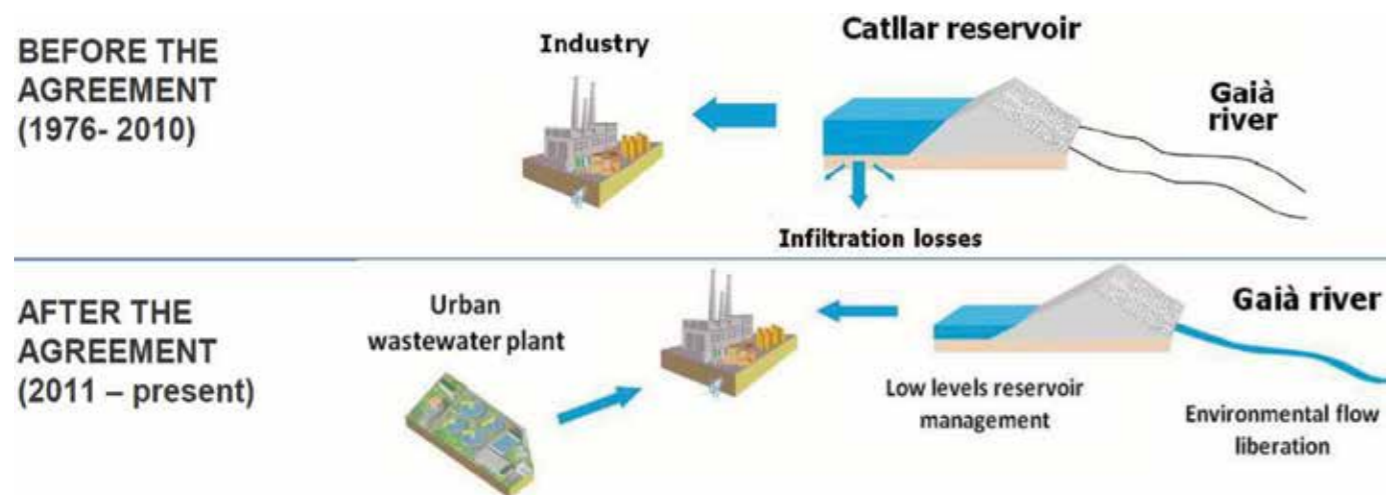 BEFORE THE
AGREEMENT
(1976- 2010)
Industry
Catllar reservoir
Gaià
river
Infiltration losses
AFTER THE
AGREEMENT
(2011 – present)
Urban
wastewater plant
Gaià river
Low levels reservoir
management
Environmental flow
liberation